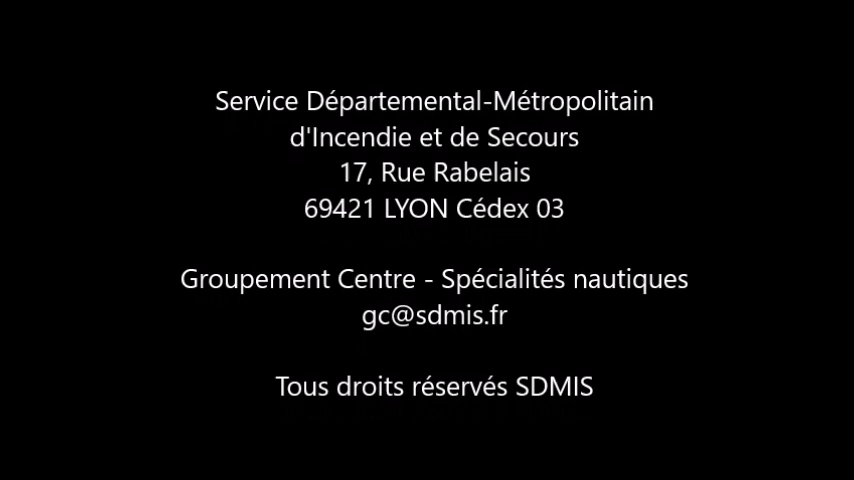 Service Départemental-Métropolitain
d'Incendie et de Secours
17, Rue Rabelais
69421 LYON Cédex 03
Groupement Centre - Spécialités nautiques
gc@sdmis.fr
Tous droits réservés SDMIS